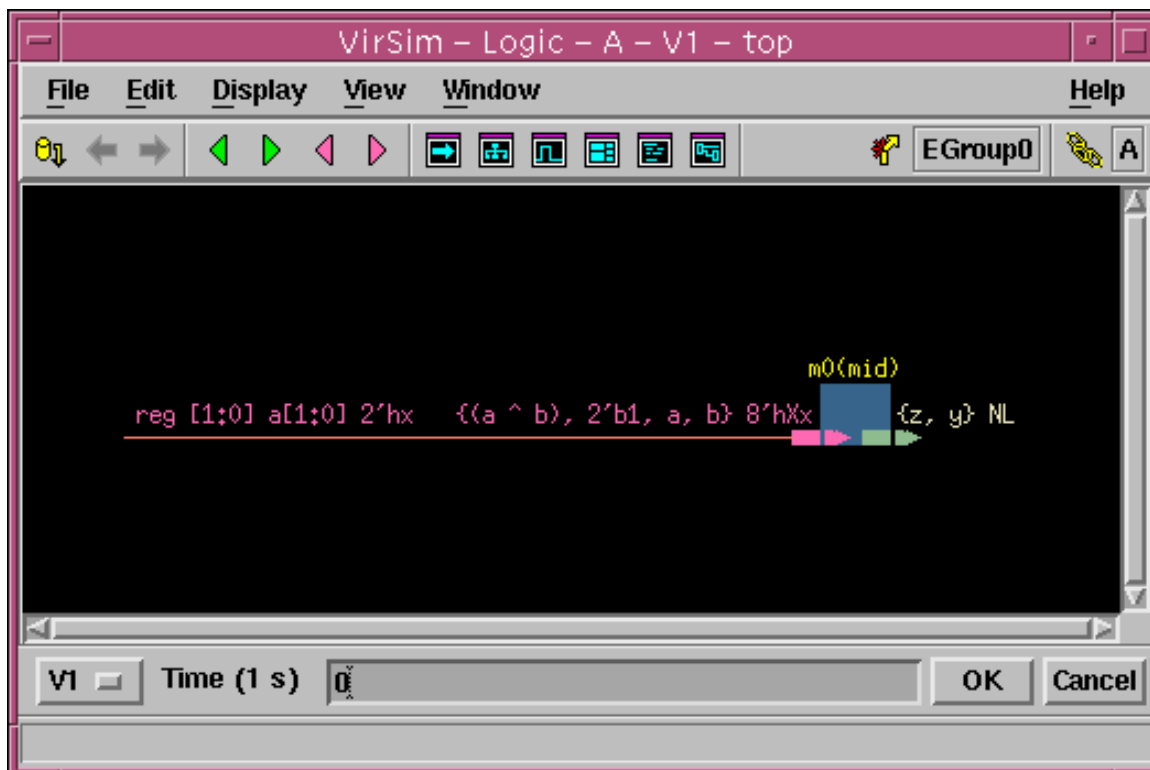 VirSim – Logic – A – V1 – top
File Edit Display View Window Help
EGroup0 A
m0(mid)
reg [1:0] a[1:0] 2'hx {(a ^ b), 2'b1, a, b} 8'hXx {z, y} NL
V1 Time (1 s) 0 OK Cancel